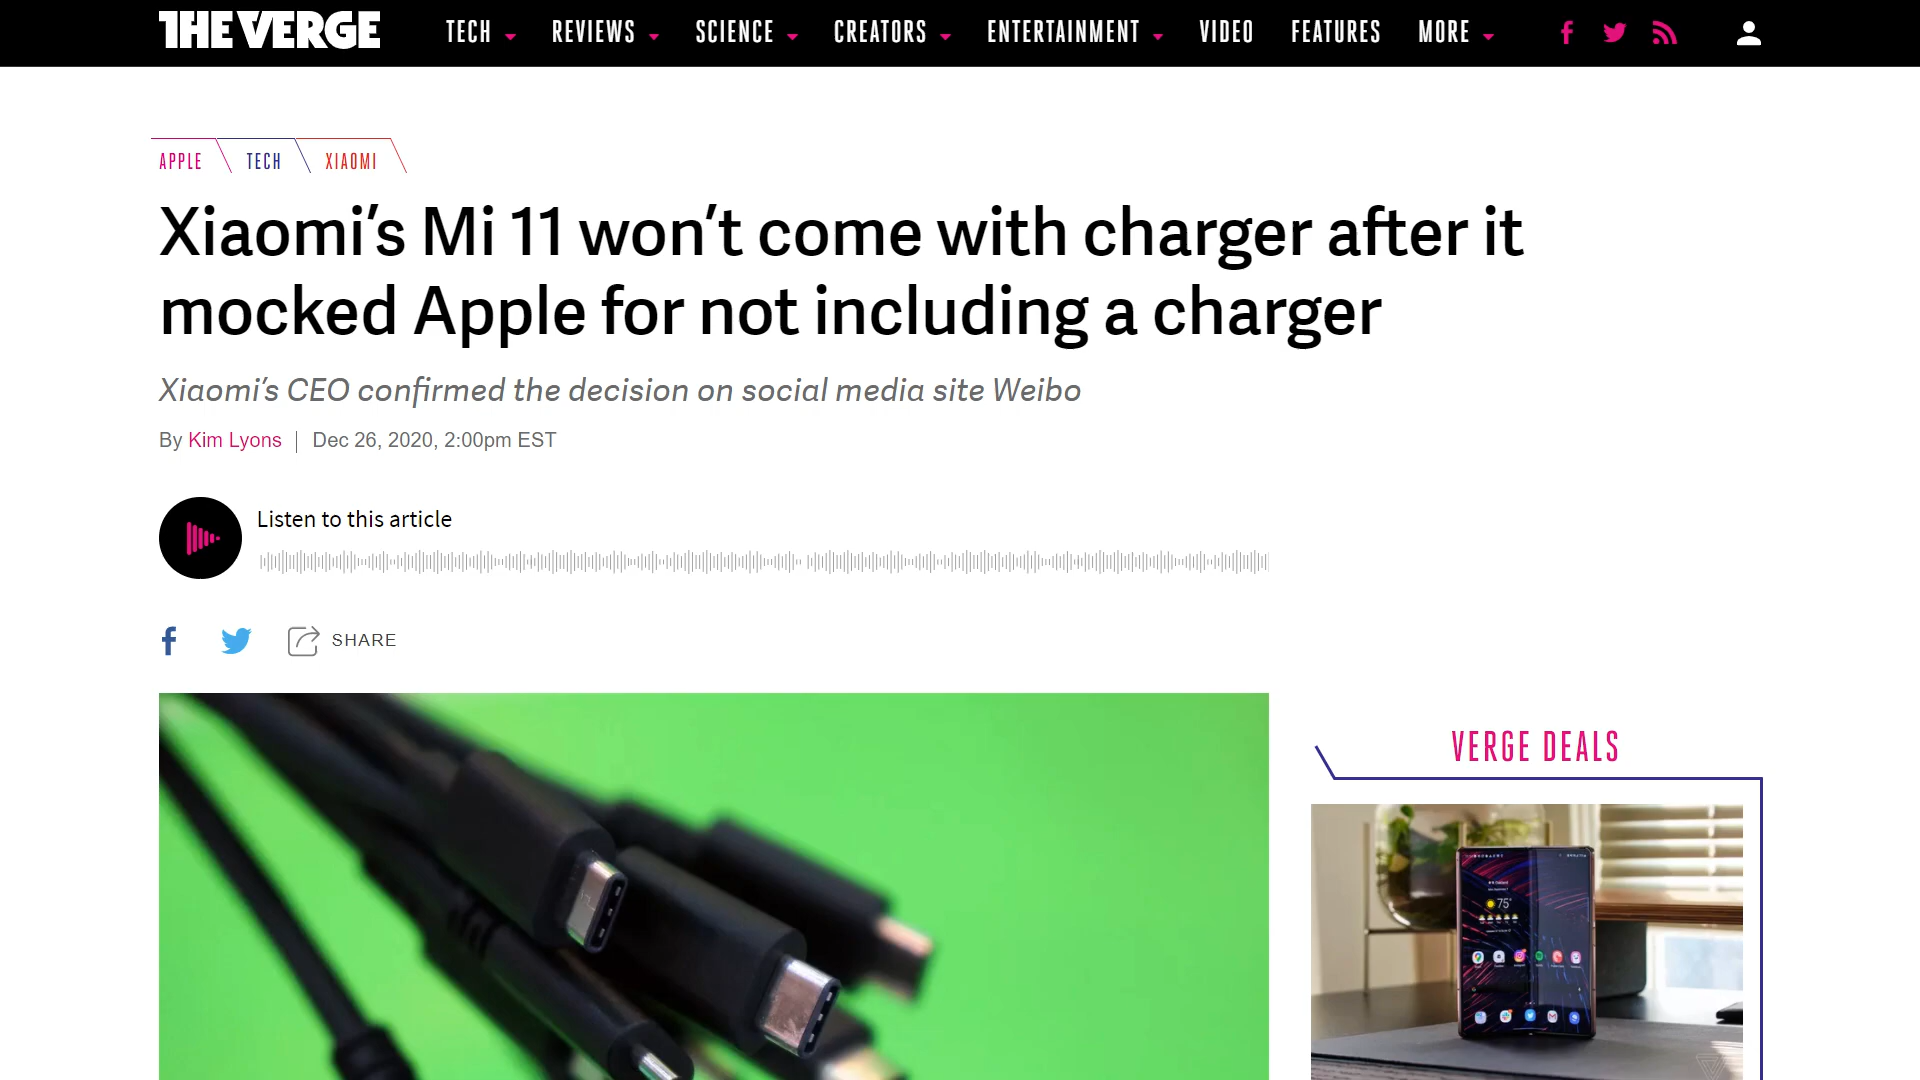 THE VERGE
TECH REVIEWS SCIENCE CREATORS ENTERTAINMENT VIDEO FEATURES MORE
APPLE TECH XIAOMI
Xiaomi’s Mi 11 won’t come with charger after it
mocked Apple for not including a charger
Xiaomi’s CEO confirmed the decision on social media site Weibo
By Kim Lyons | Dec 26, 2020, 2:00pm EST
Listen to this article
SHARE
VERGE DEALS
75°